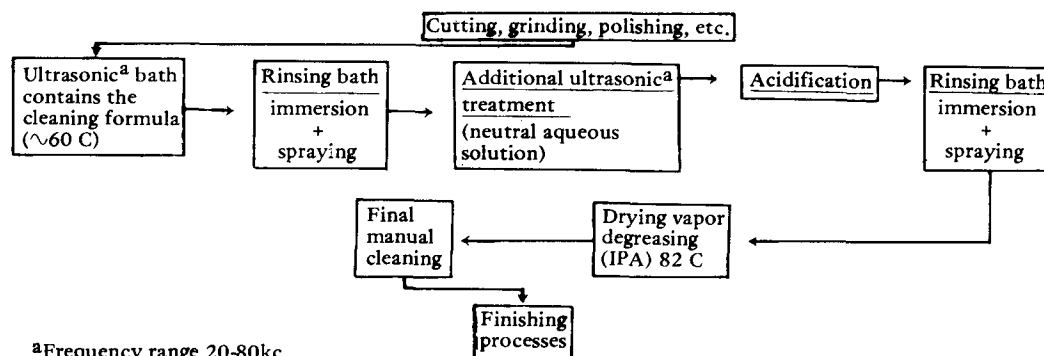 Cutting, grinding, polishing, etc.
Ultrasonicᵃ bath
contains the
cleaning formula
(∿60 C)
Rinsing bath
immersion
+
spraying
Additional ultrasonicᵃ
treatment
(neutral aqueous
solution)
Acidification
Rinsing bath
immersion
+
spraying
Drying vapor
degreasing
(IPA) 82 C
Final
manual
cleaning
Finishing
processes
ᵃFrequency range 20-80kc